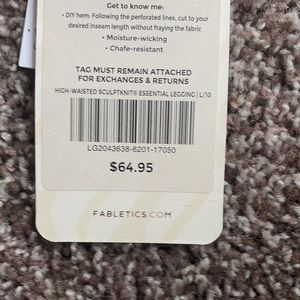 Get to know me:
• DIY hem: Following the perforated lines, cut to your
desired inseam length without fraying the fabric
• Moisture-wicking
• Chafe-resistant
TAG MUST REMAIN ATTACHED
FOR EXCHANGES & RETURNS
HIGH-WAISTED SCULPTKNIT® ESSENTIAL LEGGING | L/10
LG2043638-6201-17050
$64.95
FABLETICS.COM